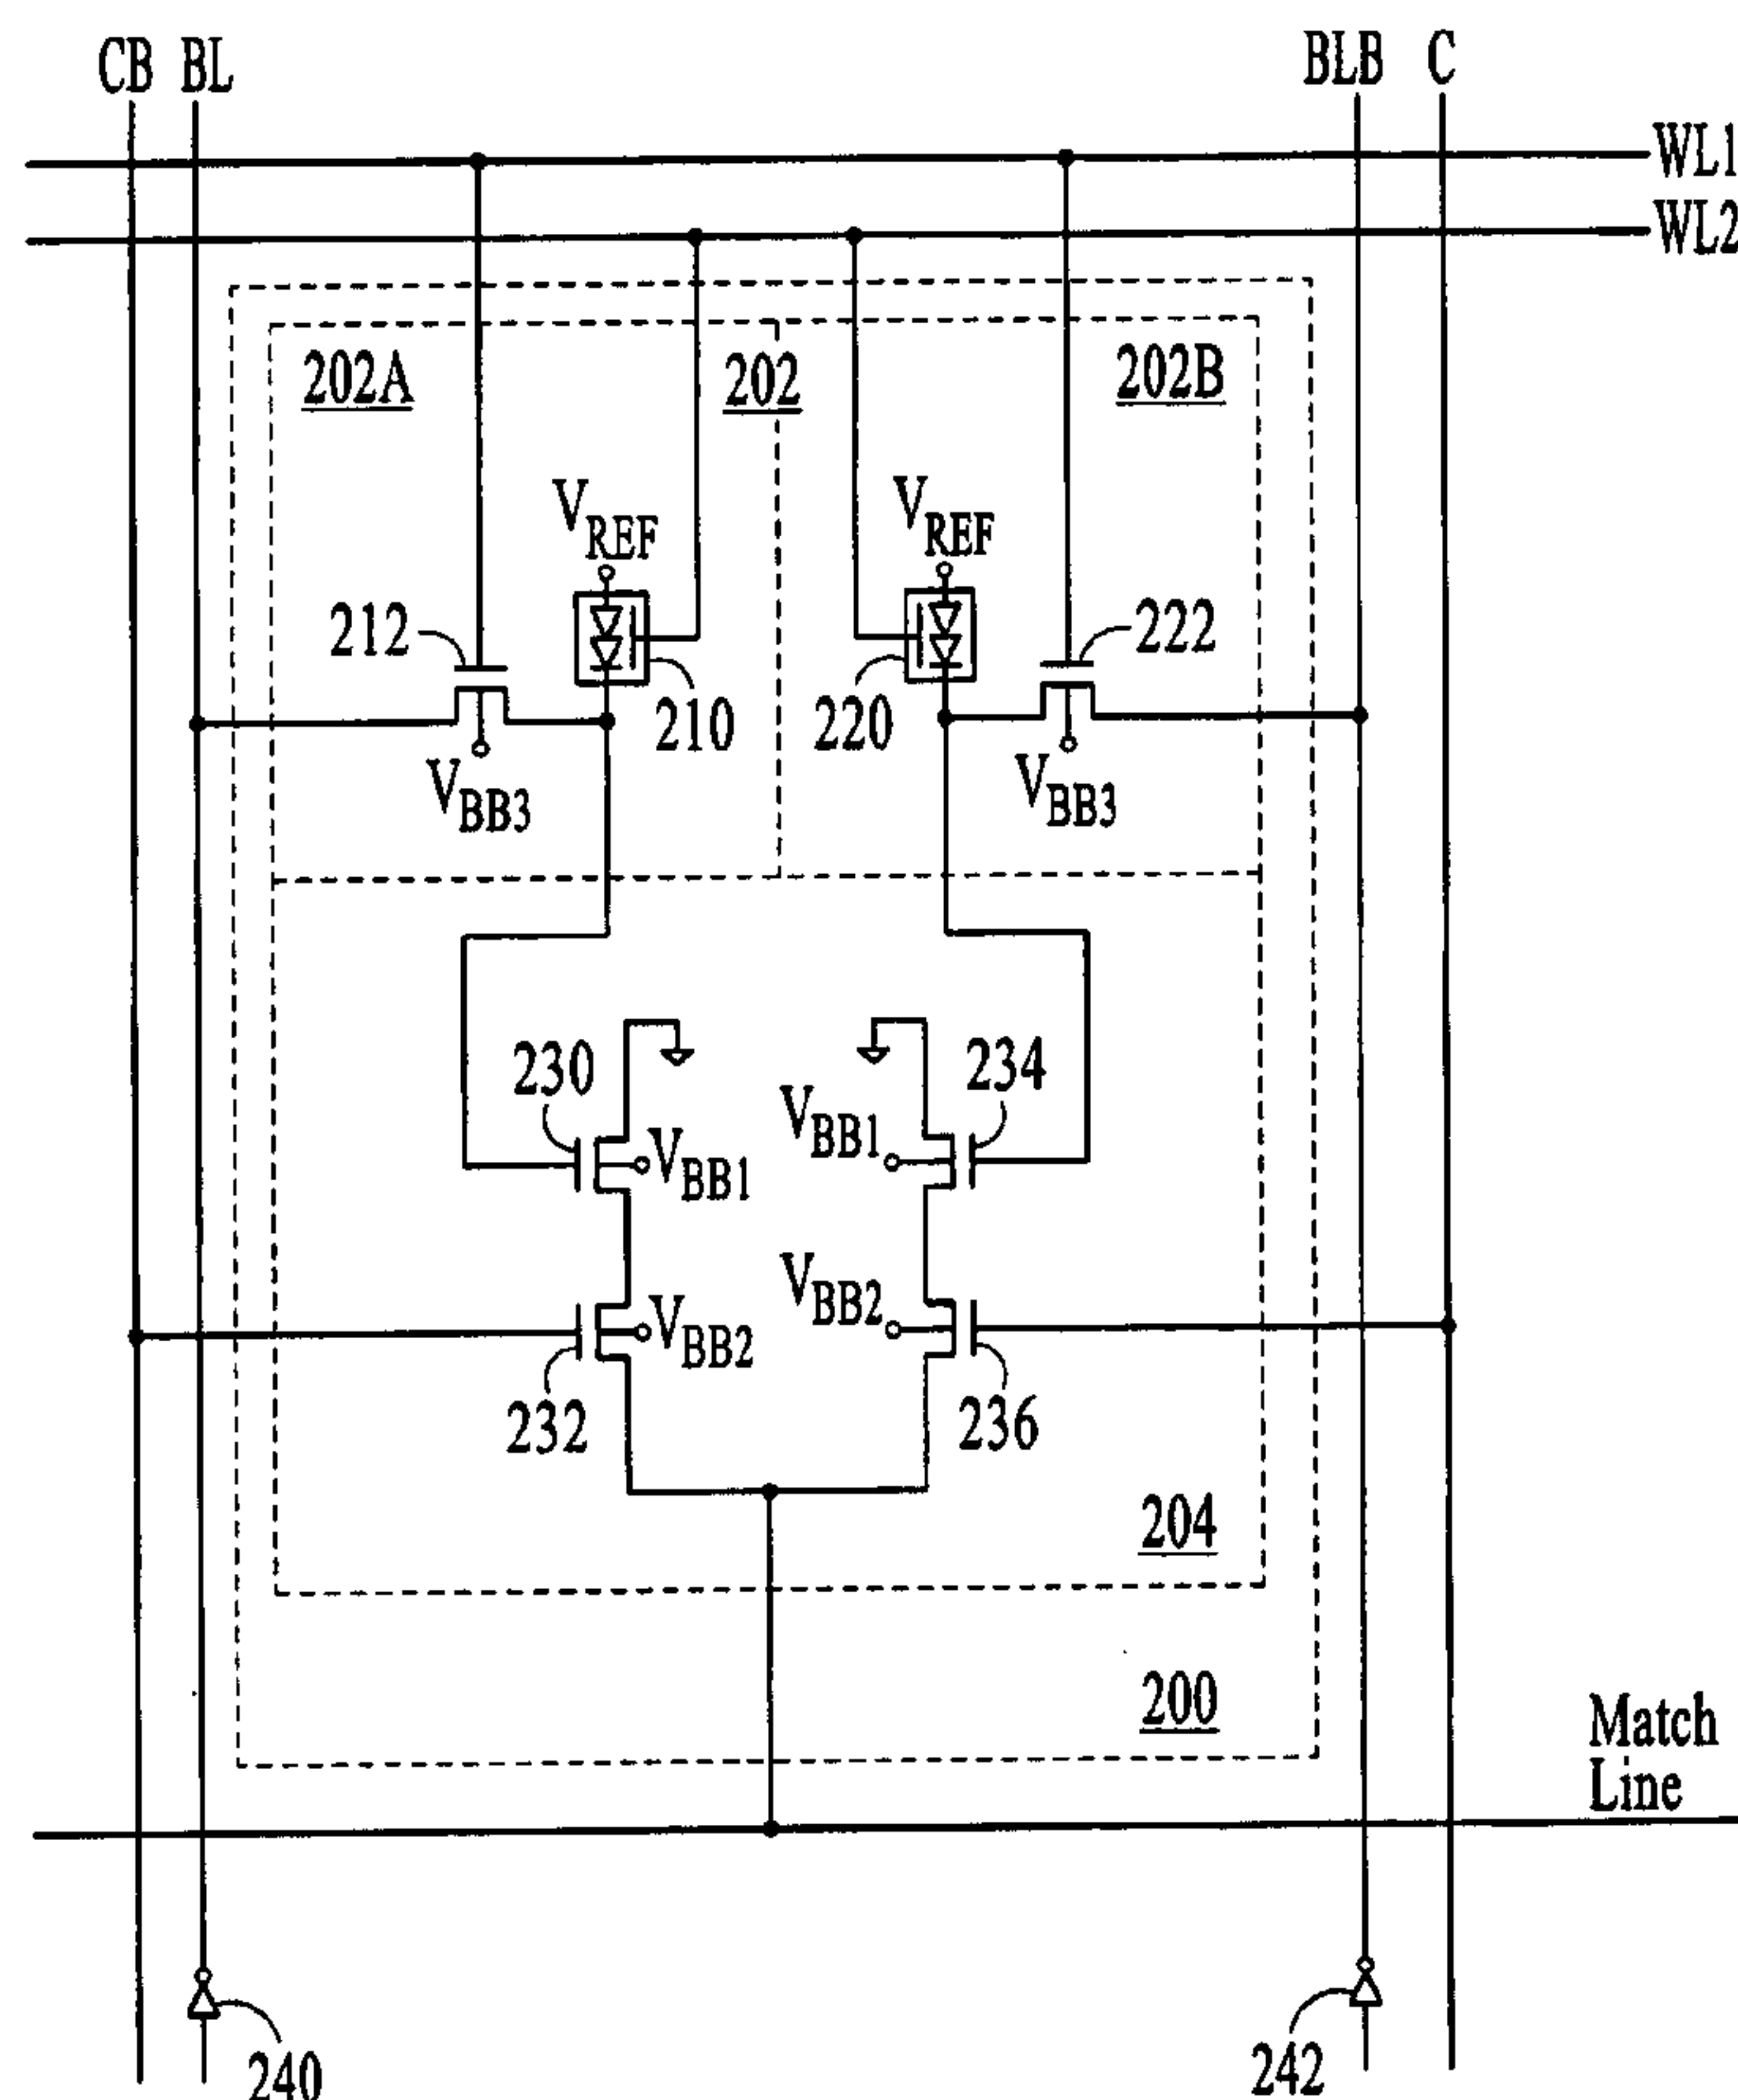 CB BL BLB C
WL1
WL2
202A 202 202B
VREF VREF
212 222
210 220
VBB3 VBB3
230 234
VBB1 VBB1
VBB2 VBB2
232 236
204
200
Match
Line
240 242